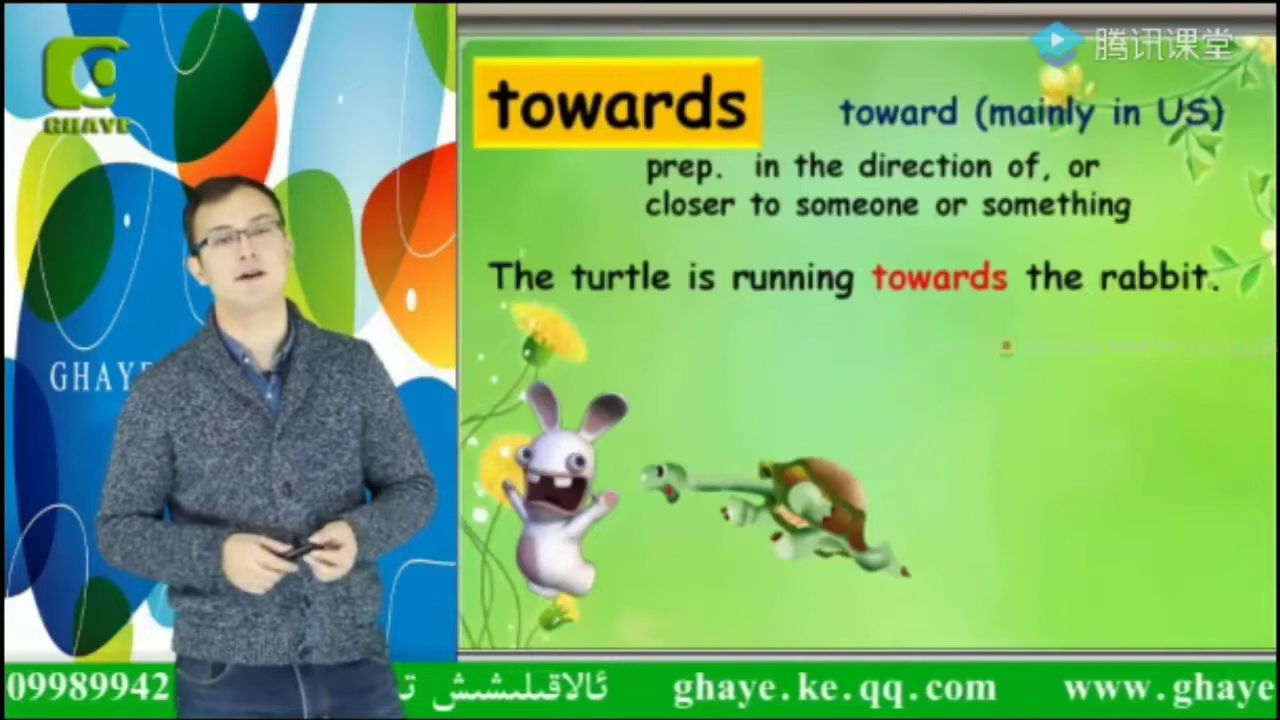 GHAYE
腾讯课堂
towards
toward (mainly in US)
prep. in the direction of, or
closer to someone or something
The turtle is running towards the rabbit.
GHAYE
09989942
ئالاقىلىشىش
ghaye.ke.qq.com
www.ghaye